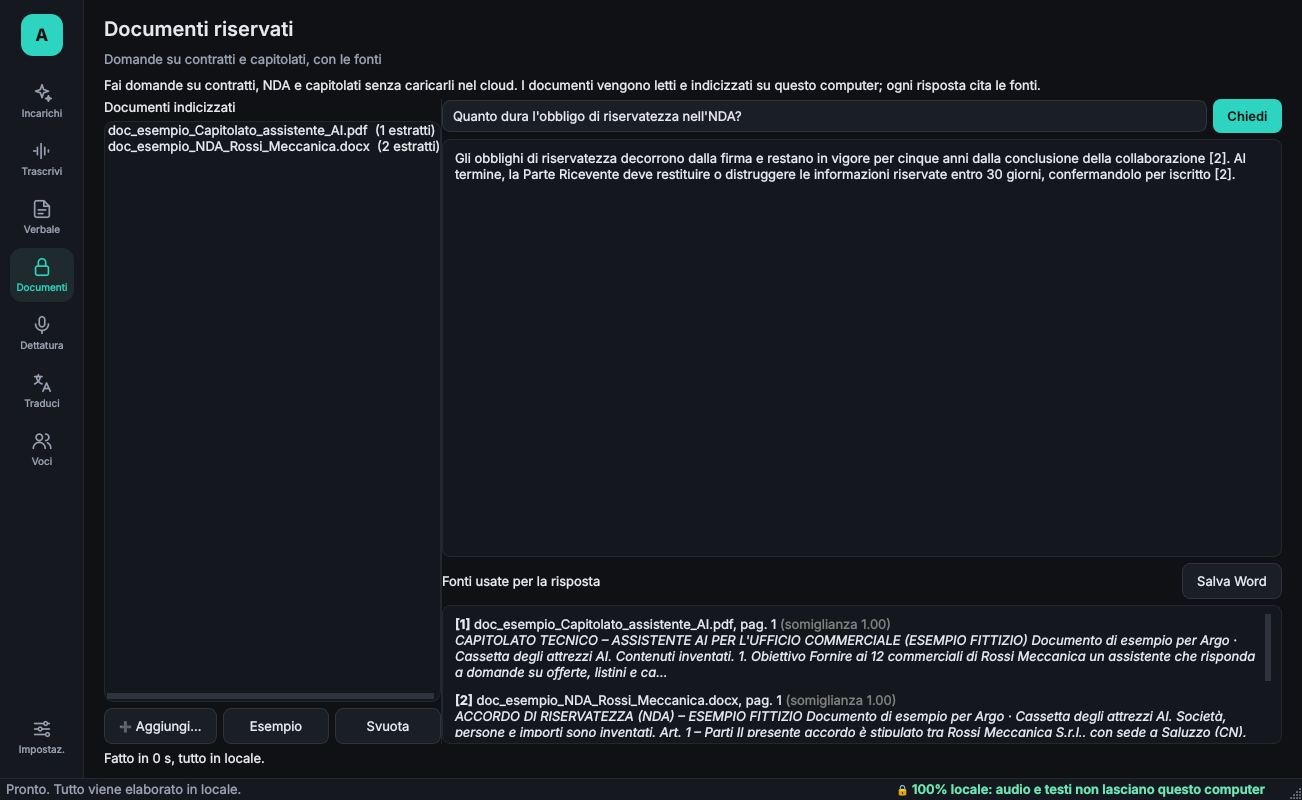 A
Incarichi
Trascrivi
Verbale
Documenti
Dettatura
Traduci
Voci
Impostaz.
Documenti riservati
Domande su contratti e capitolati, con le fonti
Fai domande su contratti, NDA e capitolati senza caricarli nel cloud. I documenti vengono letti e indicizzati su questo computer; ogni risposta cita le fonti.
Documenti indicizzati
doc_esempio_Capitolato_assistente_AI.pdf (1 estratti)
doc_esempio_NDA_Rossi_Meccanica.docx (2 estratti)
Aggiungi...
Esempio
Svuota
Fatto in 0 s, tutto in locale.
Quanto dura l'obbligo di riservatezza nell'NDA?
Chiedi
Gli obblighi di riservatezza decorrono dalla firma e restano in vigore per cinque anni dalla conclusione della collaborazione [2]. Al
termine, la Parte Ricevente deve restituire o distruggere le informazioni riservate entro 30 giorni, confermandolo per iscritto [2].
Fonti usate per la risposta
Salva Word
[1] doc_esempio_Capitolato_assistente_AI.pdf, pag. 1 (somiglianza 1.00)
CAPITOLATO TECNICO – ASSISTENTE AI PER L'UFFICIO COMMERCIALE (ESEMPIO FITTIZIO) Documento di esempio per Argo ·
Cassetta degli attrezzi AI. Contenuti inventati. 1. Obiettivo Fornire ai 12 commerciali di Rossi Meccanica un assistente che risponda
a domande su offerte, listini e ca...
[2] doc_esempio_NDA_Rossi_Meccanica.docx, pag. 1 (somiglianza 1.00)
ACCORDO DI RISERVATEZZA (NDA) – ESEMPIO FITTIZIO Documento di esempio per Argo · Cassetta degli attrezzi AI. Società,
persone e importi sono inventati. Art. 1 – Parti Il presente accordo è stipulato tra Rossi Meccanica S.r.l., con sede a Saluzzo (CN),
Pronto. Tutto viene elaborato in locale.
100% locale: audio e testi non lasciano questo computer